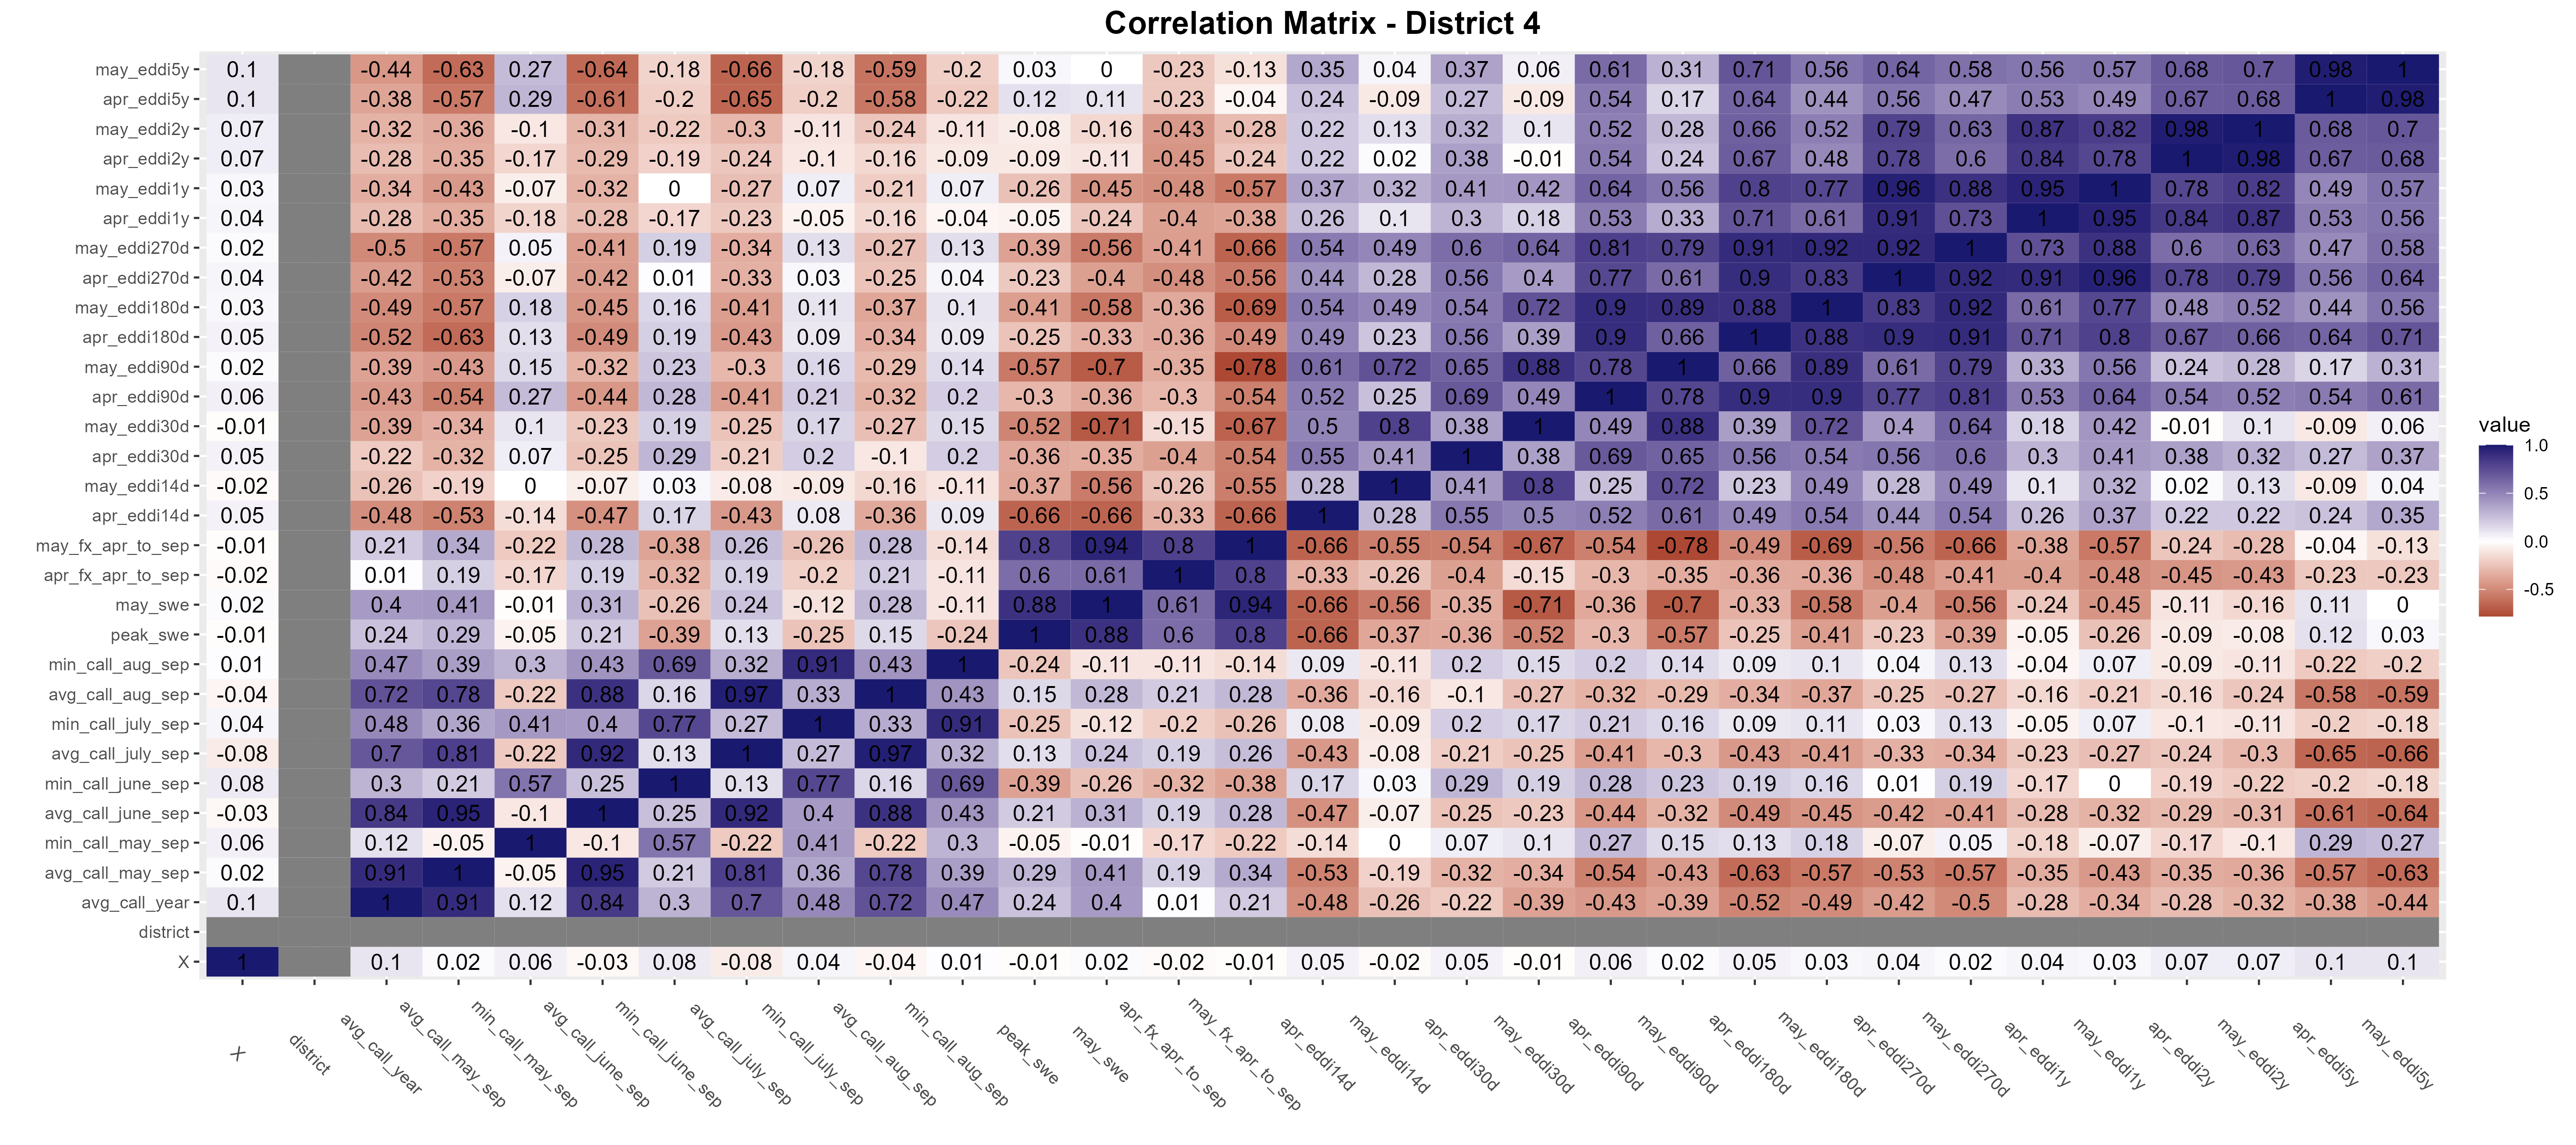 Correlation Matrix - District 4
may_eddi5y 0.1 -0.44 -0.63 0.27 -0.64 -0.18 -0.66 -0.18 -0.59 -0.2 0.03 0 -0.23 -0.13 0.35 0.04 0.37 0.06 0.61 0.31 0.71 0.56 0.64 0.58 0.56 0.57 0.68 0.7 0.98 1
apr_eddi5y 0.1 -0.38 -0.57 0.29 -0.61 -0.2 -0.65 -0.2 -0.58 -0.22 0.12 0.11 -0.23 -0.04 0.24 -0.09 0.27 -0.09 0.54 0.17 0.64 0.44 0.56 0.47 0.53 0.49 0.67 0.68 1 0.98
may_eddi2y 0.07 -0.32 -0.36 -0.1 -0.31 -0.22 -0.3 -0.11 -0.24 -0.11 -0.08 -0.16 -0.43 -0.28 0.22 0.13 0.32 0.1 0.52 0.28 0.66 0.52 0.79 0.63 0.87 0.82 0.98 1 0.68 0.7
apr_eddi2y 0.07 -0.28 -0.35 -0.17 -0.29 -0.19 -0.24 -0.1 -0.16 -0.09 -0.09 -0.11 -0.45 -0.24 0.22 0.02 0.38 -0.01 0.54 0.24 0.67 0.48 0.78 0.6 0.84 0.78 1 0.98 0.67 0.68
may_eddi1y 0.03 -0.34 -0.43 -0.07 -0.32 0 -0.27 0.07 -0.21 0.07 -0.26 -0.45 -0.48 -0.57 0.37 0.32 0.41 0.42 0.64 0.56 0.8 0.77 0.96 0.88 0.95 1 0.78 0.82 0.49 0.57
apr_eddi1y 0.04 -0.28 -0.35 -0.18 -0.28 -0.17 -0.23 -0.05 -0.16 -0.04 -0.05 -0.24 -0.4 -0.38 0.26 0.1 0.3 0.18 0.53 0.33 0.71 0.61 0.91 0.73 1 0.95 0.84 0.87 0.53 0.56
may_eddi270d 0.02 -0.5 -0.57 0.05 -0.41 0.19 -0.34 0.13 -0.27 0.13 -0.39 -0.56 -0.41 -0.66 0.54 0.49 0.6 0.64 0.81 0.79 0.91 0.92 0.92 1 0.73 0.88 0.6 0.63 0.47 0.58
apr_eddi270d 0.04 -0.42 -0.53 -0.07 -0.42 0.01 -0.33 0.03 -0.25 0.04 -0.23 -0.4 -0.48 -0.56 0.44 0.28 0.56 0.4 0.77 0.61 0.9 0.83 1 0.92 0.91 0.96 0.78 0.79 0.56 0.64
may_eddi180d 0.03 -0.49 -0.57 0.18 -0.45 0.16 -0.41 0.11 -0.37 0.1 -0.41 -0.58 -0.36 -0.69 0.54 0.49 0.54 0.72 0.9 0.89 0.88 1 0.83 0.92 0.61 0.77 0.48 0.52 0.44 0.56
apr_eddi180d 0.05 -0.52 -0.63 0.13 -0.49 0.19 -0.43 0.09 -0.34 0.09 -0.25 -0.33 -0.36 -0.49 0.49 0.23 0.56 0.39 0.9 0.66 1 0.88 0.9 0.91 0.71 0.8 0.67 0.66 0.64 0.71
may_eddi90d 0.02 -0.39 -0.43 0.15 -0.32 0.23 -0.3 0.16 -0.29 0.14 -0.57 -0.7 -0.35 -0.78 0.61 0.72 0.65 0.88 0.78 1 0.66 0.89 0.61 0.79 0.33 0.56 0.24 0.28 0.17 0.31
apr_eddi90d 0.06 -0.43 -0.54 0.27 -0.44 0.28 -0.41 0.21 -0.32 0.2 -0.3 -0.36 -0.3 -0.54 0.52 0.25 0.69 0.49 1 0.78 0.9 0.9 0.77 0.81 0.53 0.64 0.54 0.52 0.54 0.61
may_eddi30d -0.01 -0.39 -0.34 0.1 -0.23 0.19 -0.25 0.17 -0.27 0.15 -0.52 -0.71 -0.15 -0.67 0.5 0.8 0.38 1 0.49 0.88 0.39 0.72 0.4 0.64 0.18 0.42 -0.01 0.1 -0.09 0.06
apr_eddi30d 0.05 -0.22 -0.32 0.07 -0.25 0.29 -0.21 0.2 -0.1 0.2 -0.36 -0.35 -0.4 -0.54 0.55 0.41 1 0.38 0.69 0.65 0.56 0.54 0.56 0.6 0.3 0.41 0.38 0.32 0.27 0.37
may_eddi14d -0.02 -0.26 -0.19 0 -0.07 0.03 -0.08 -0.09 -0.16 -0.11 -0.37 -0.56 -0.26 -0.55 0.28 1 0.41 0.8 0.25 0.72 0.23 0.49 0.28 0.49 0.1 0.32 0.02 0.13 -0.09 0.04
apr_eddi14d 0.05 -0.48 -0.53 -0.14 -0.47 0.17 -0.43 0.08 -0.36 0.09 -0.66 -0.66 -0.33 -0.66 1 0.28 0.55 0.5 0.52 0.61 0.49 0.54 0.44 0.54 0.26 0.37 0.22 0.22 0.24 0.35
may_fx_apr_to_sep -0.01 0.21 0.34 -0.22 0.28 -0.38 0.26 -0.26 0.28 -0.14 0.8 0.94 0.8 1 -0.66 -0.55 -0.54 -0.67 -0.54 -0.78 -0.49 -0.69 -0.56 -0.66 -0.38 -0.57 -0.24 -0.28 -0.04 -0.13
apr_fx_apr_to_sep -0.02 0.01 0.19 -0.17 0.19 -0.32 0.19 -0.2 0.21 -0.11 0.6 0.61 1 0.8 -0.33 -0.26 -0.4 -0.15 -0.3 -0.35 -0.36 -0.36 -0.48 -0.41 -0.4 -0.48 -0.45 -0.43 -0.23 -0.23
may_swe 0.02 0.4 0.41 -0.01 0.31 -0.26 0.24 -0.12 0.28 -0.11 0.88 1 0.61 0.94 -0.66 -0.56 -0.35 -0.71 -0.36 -0.7 -0.33 -0.58 -0.4 -0.56 -0.24 -0.45 -0.11 -0.16 0.11 0
peak_swe -0.01 0.24 0.29 -0.05 0.21 -0.39 0.13 -0.25 0.15 -0.24 1 0.88 0.6 0.8 -0.66 -0.37 -0.36 -0.52 -0.3 -0.57 -0.25 -0.41 -0.23 -0.39 -0.05 -0.26 -0.09 -0.08 0.12 0.03
min_call_aug_sep 0.01 0.47 0.39 0.3 0.43 0.69 0.32 0.91 0.43 1 -0.24 -0.11 -0.11 -0.14 0.09 -0.11 0.2 0.15 0.2 0.14 0.09 0.1 0.04 0.13 -0.04 0.07 -0.09 -0.11 -0.22 -0.2
avg_call_aug_sep -0.04 0.72 0.78 -0.22 0.88 0.16 0.97 0.33 1 0.43 0.15 0.28 0.21 0.28 -0.36 -0.16 -0.1 -0.27 -0.32 -0.29 -0.34 -0.37 -0.25 -0.27 -0.16 -0.21 -0.16 -0.24 -0.58 -0.59
min_call_july_sep 0.04 0.48 0.36 0.41 0.4 0.77 0.27 1 0.33 0.91 -0.25 -0.12 -0.2 -0.26 0.08 -0.09 0.2 0.17 0.21 0.16 0.09 0.11 0.03 0.13 -0.05 0.07 -0.1 -0.11 -0.2 -0.18
avg_call_july_sep -0.08 0.7 0.81 -0.22 0.92 0.13 1 0.27 0.97 0.32 0.13 0.24 0.19 0.26 -0.43 -0.08 -0.21 -0.25 -0.41 -0.3 -0.43 -0.41 -0.33 -0.34 -0.23 -0.27 -0.24 -0.3 -0.65 -0.66
min_call_june_sep 0.08 0.3 0.21 0.57 0.25 1 0.13 0.77 0.16 0.69 -0.39 -0.26 -0.32 -0.38 0.17 0.03 0.29 0.19 0.28 0.23 0.19 0.16 0.01 0.19 -0.17 0 -0.19 -0.22 -0.2 -0.18
avg_call_june_sep -0.03 0.84 0.95 -0.1 1 0.25 0.92 0.4 0.88 0.43 0.21 0.31 0.19 0.28 -0.47 -0.07 -0.25 -0.23 -0.44 -0.32 -0.49 -0.45 -0.42 -0.41 -0.28 -0.32 -0.29 -0.31 -0.61 -0.64
min_call_may_sep 0.06 0.12 -0.05 1 -0.1 0.57 -0.22 0.41 -0.22 0.3 -0.05 -0.01 -0.17 -0.22 -0.14 0 0.07 0.1 0.27 0.15 0.13 0.18 -0.07 0.05 -0.18 -0.07 -0.17 -0.1 0.29 0.27
avg_call_may_sep 0.02 0.91 1 -0.05 0.95 0.21 0.81 0.36 0.78 0.39 0.29 0.41 0.19 0.34 -0.53 -0.19 -0.32 -0.34 -0.54 -0.43 -0.63 -0.57 -0.53 -0.57 -0.35 -0.43 -0.35 -0.36 -0.57 -0.63
avg_call_year 0.1 1 0.91 0.12 0.84 0.3 0.7 0.48 0.72 0.47 0.24 0.4 0.01 0.21 -0.48 -0.26 -0.22 -0.39 -0.43 -0.39 -0.52 -0.49 -0.42 -0.5 -0.28 -0.34 -0.28 -0.32 -0.38 -0.44
district
X 1 0.1 0.02 0.06 -0.03 0.08 -0.08 0.04 -0.04 0.01 -0.01 0.02 -0.02 -0.01 0.05 -0.02 0.05 -0.01 0.06 0.02 0.05 0.03 0.04 0.02 0.04 0.03 0.07 0.07 0.1 0.1
X
district
avg_call_year
avg_call_may_sep
min_call_may_sep
avg_call_june_sep
min_call_june_sep
avg_call_july_sep
min_call_july_sep
avg_call_aug_sep
min_call_aug_sep
peak_swe
may_swe
apr_fx_apr_to_sep
may_fx_apr_to_sep
apr_eddi14d
may_eddi14d
apr_eddi30d
may_eddi30d
apr_eddi90d
may_eddi90d
apr_eddi180d
may_eddi180d
apr_eddi270d
may_eddi270d
apr_eddi1y
may_eddi1y
apr_eddi2y
may_eddi2y
apr_eddi5y
may_eddi5y
value
1.0
0.5
0.0
-0.5